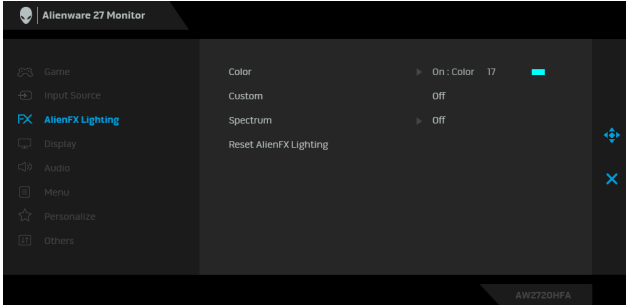 Alienware 27 Monitor
Game
Input Source
FX AlienFX Lighting
Display
Audio
Menu
Personalize
Others
Color On : Color 17
Custom Off
Spectrum Off
Reset AlienFX Lighting
AW2720HFA